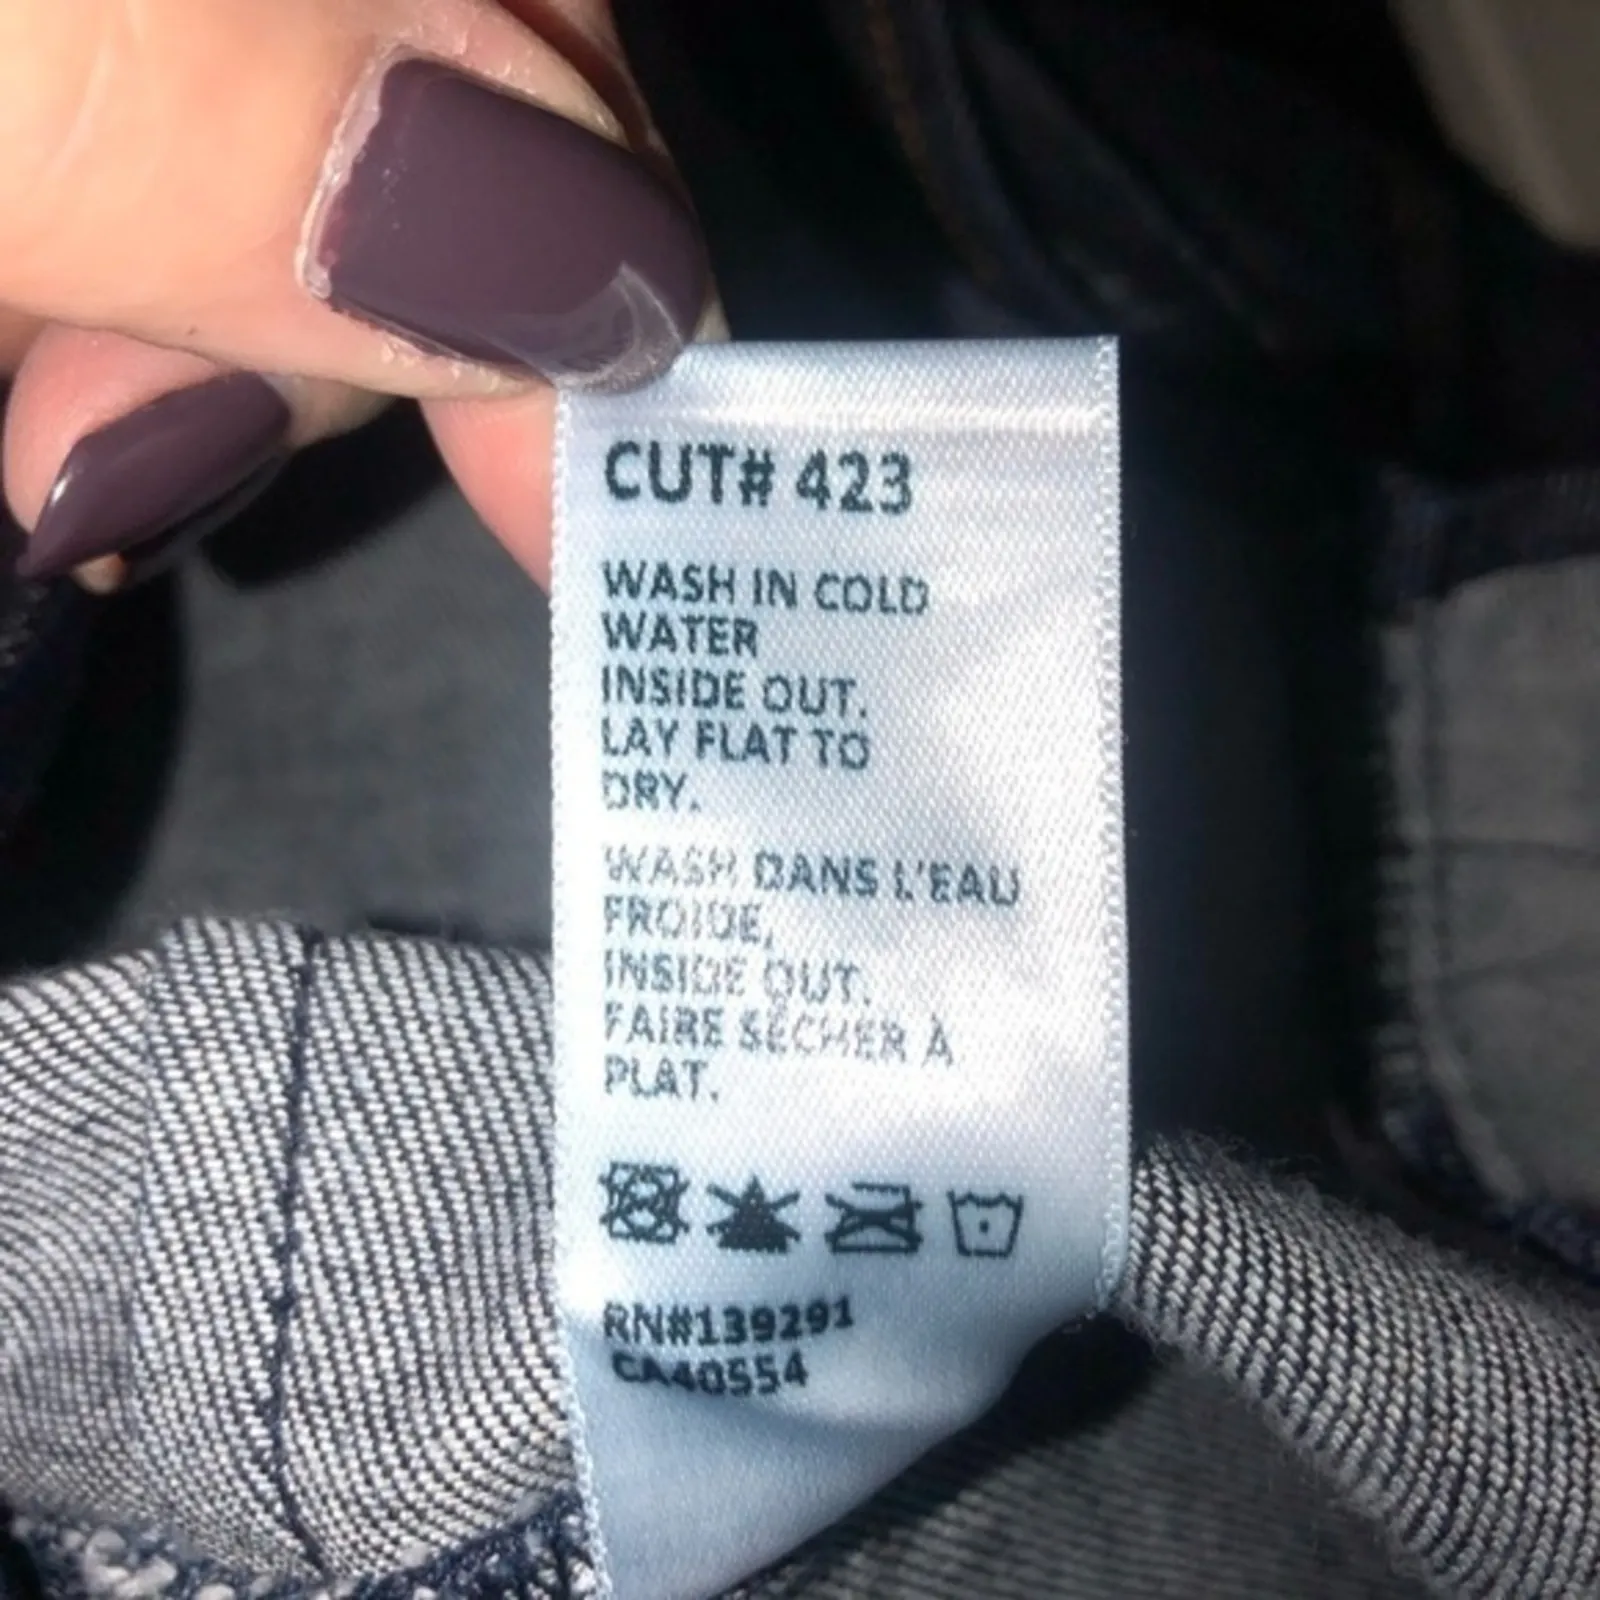 CUT# 423
WASH IN COLD
WATER
INSIDE OUT.
LAY FLAT TO
DRY.
WASH DANS L'EAU
FROIDE,
INSIDE OUT.
FAIRE SÉCHER À
PLAT.
RN#139291
CA40554